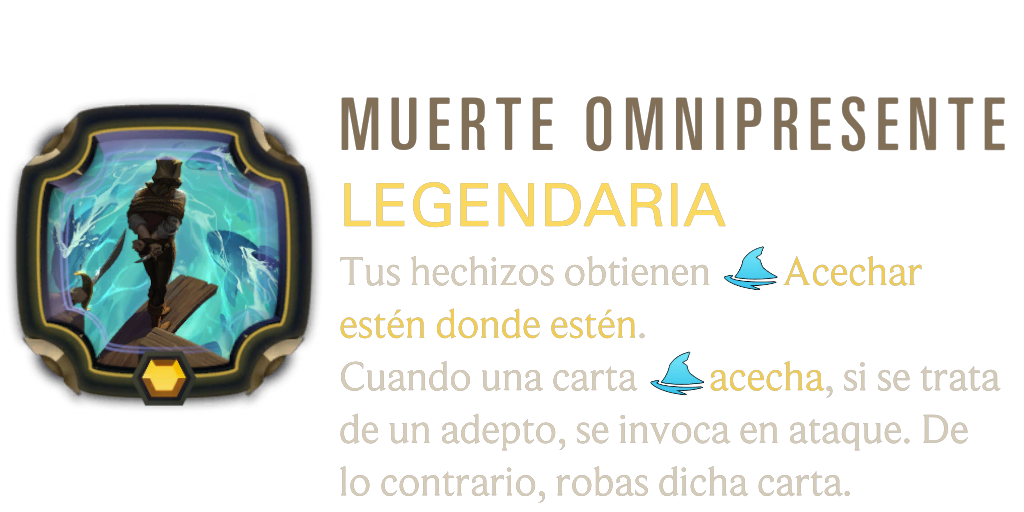 MUERTE OMNIPRESENTE
LEGENDARIA
Tus hechizos obtienen Acechar
estén donde estén.
Cuando una carta acecha, si se trata
de un adepto, se invoca en ataque. De
lo contrario, robas dicha carta.